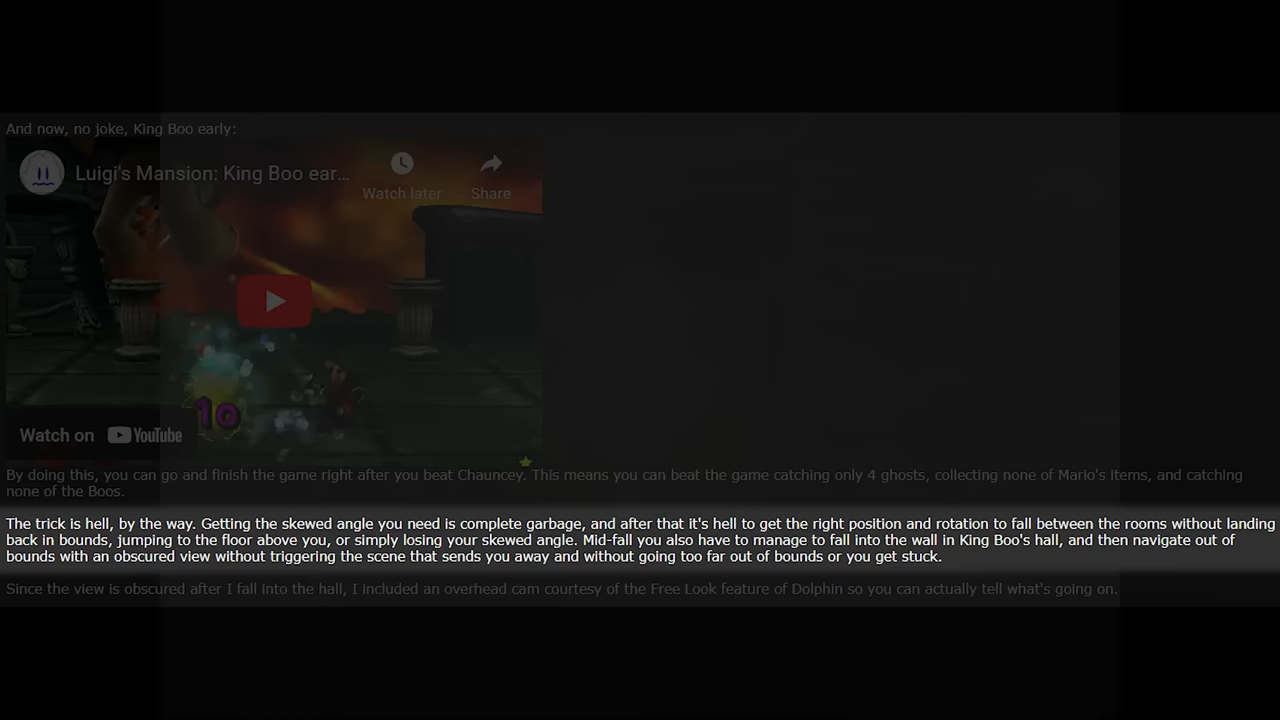 And now, no joke, King Boo early:
Luigi's Mansion: King Boo ear...
Watch later
Share
10
Watch on YouTube
By doing this, you can go and finish the game right after you beat Chauncey. This means you can beat the game catching only 4 ghosts, collecting none of Mario's items, and catching
none of the Boos.
The trick is hell, by the way. Getting the skewed angle you need is complete garbage, and after that it's hell to get the right position and rotation to fall between the rooms without landing
back in bounds, jumping to the floor above you, or simply losing your skewed angle. Mid-fall you also have to manage to fall into the wall in King Boo's hall, and then navigate out of
bounds with an obscured view without triggering the scene that sends you away and without going too far out of bounds or you get stuck.
Since the view is obscured after I fall into the hall, I included an overhead cam courtesy of the Free Look feature of Dolphin so you can actually tell what's going on.